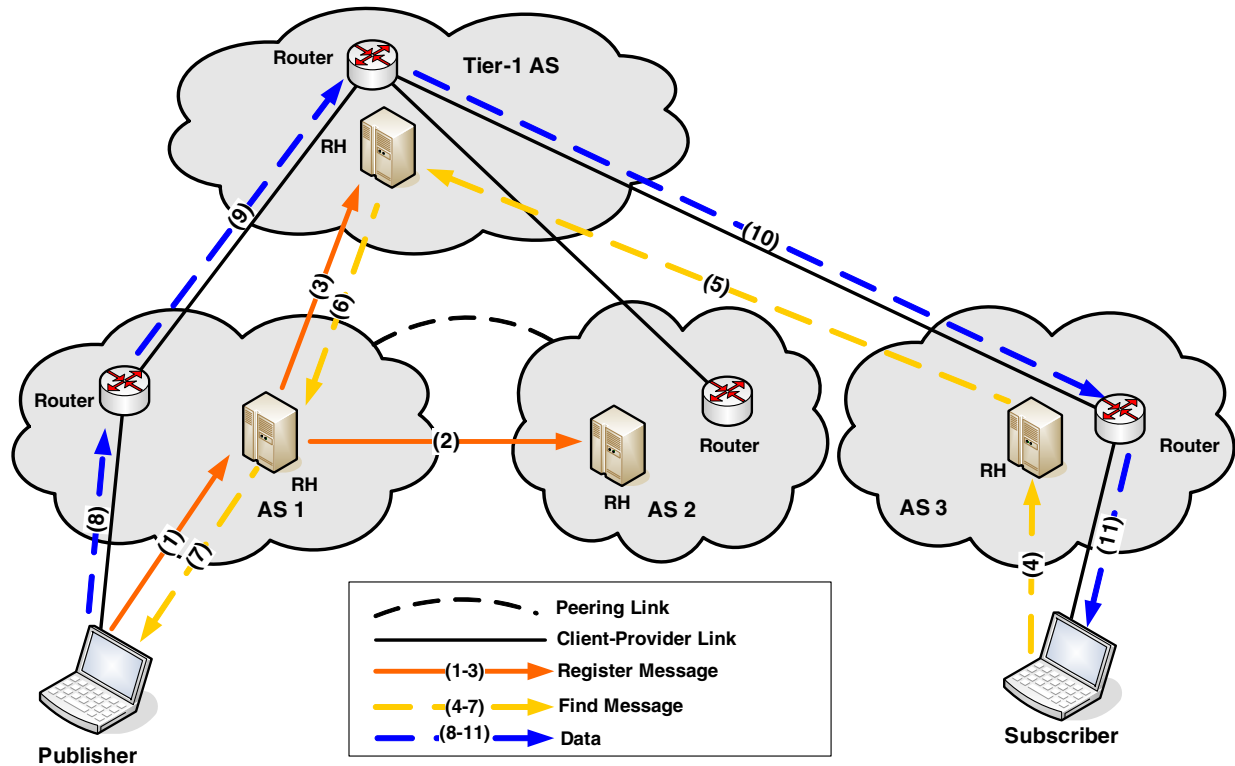 Router
Tier-1 AS
RH
(9)
(10)
(3)
(6)
(5)
Router
RH
AS 1
(2)
RH
Router
AS 2
RH
Router
AS 3
(8)
(1)
(7)
(4)
(11)
Publisher
Subscriber
Peering Link
Client-Provider Link
(1-3) Register Message
(4-7) Find Message
(8-11) Data